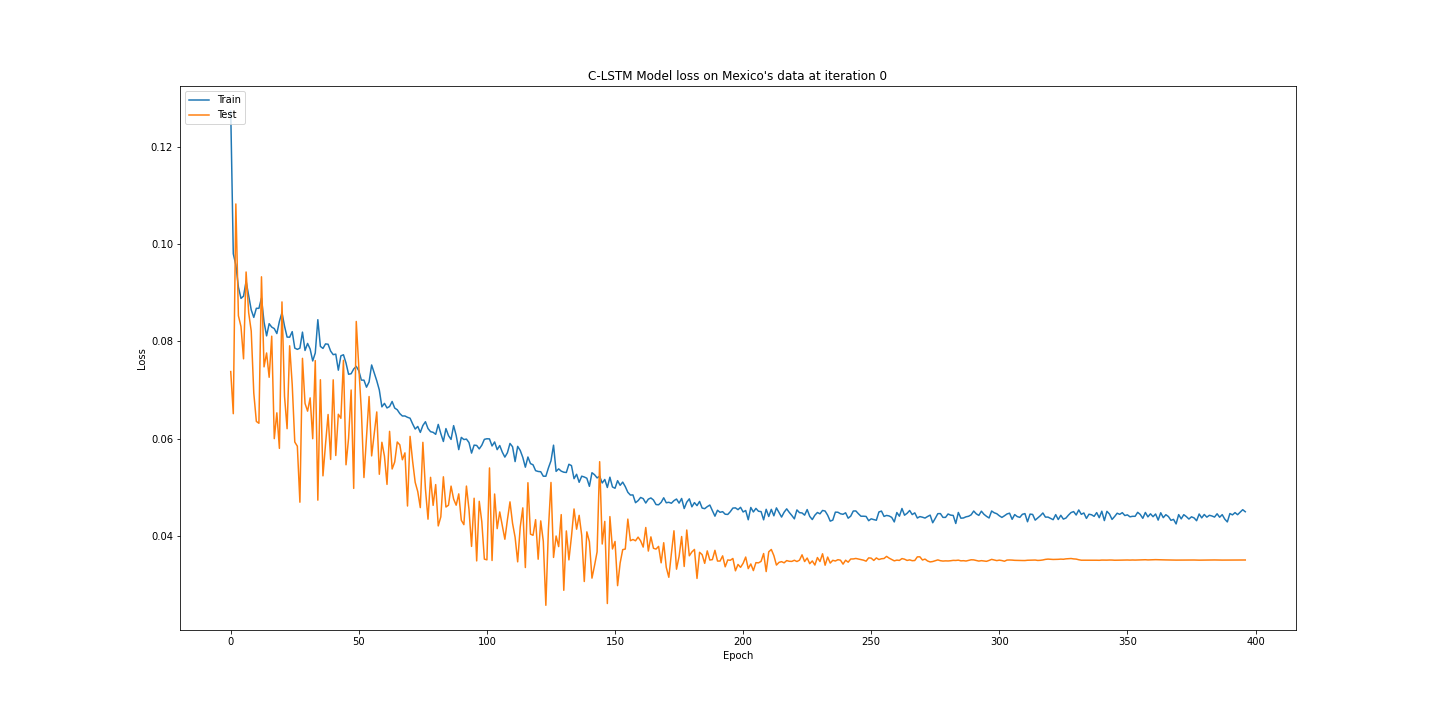 C-LSTM Model loss on Mexico's data at iteration 0
Train
Test
0.12
0.10
0.08
0.06
0.04
Loss
0 50 100 150 200 250 300 350 400
Epoch